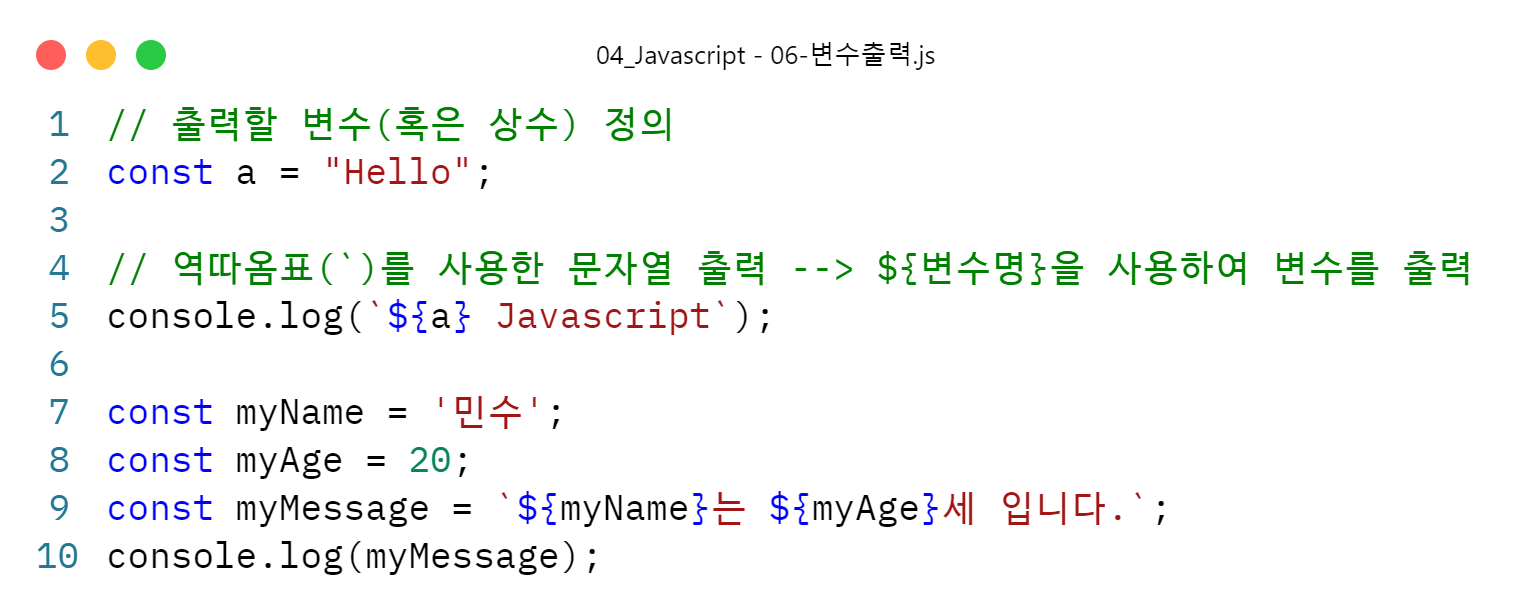 04_Javascript - 06-변수출력.js
1 // 출력할 변수(혹은 상수) 정의
2 const a = "Hello";
3
4 // 역따옴표(`)를 사용한 문자열 출력 --> ${변수명}을 사용하여 변수를 출력
5 console.log(`${a} Javascript`);
6
7 const myName = '민수';
8 const myAge = 20;
9 const myMessage = `${myName}는 ${myAge}세 입니다.`;
10 console.log(myMessage);